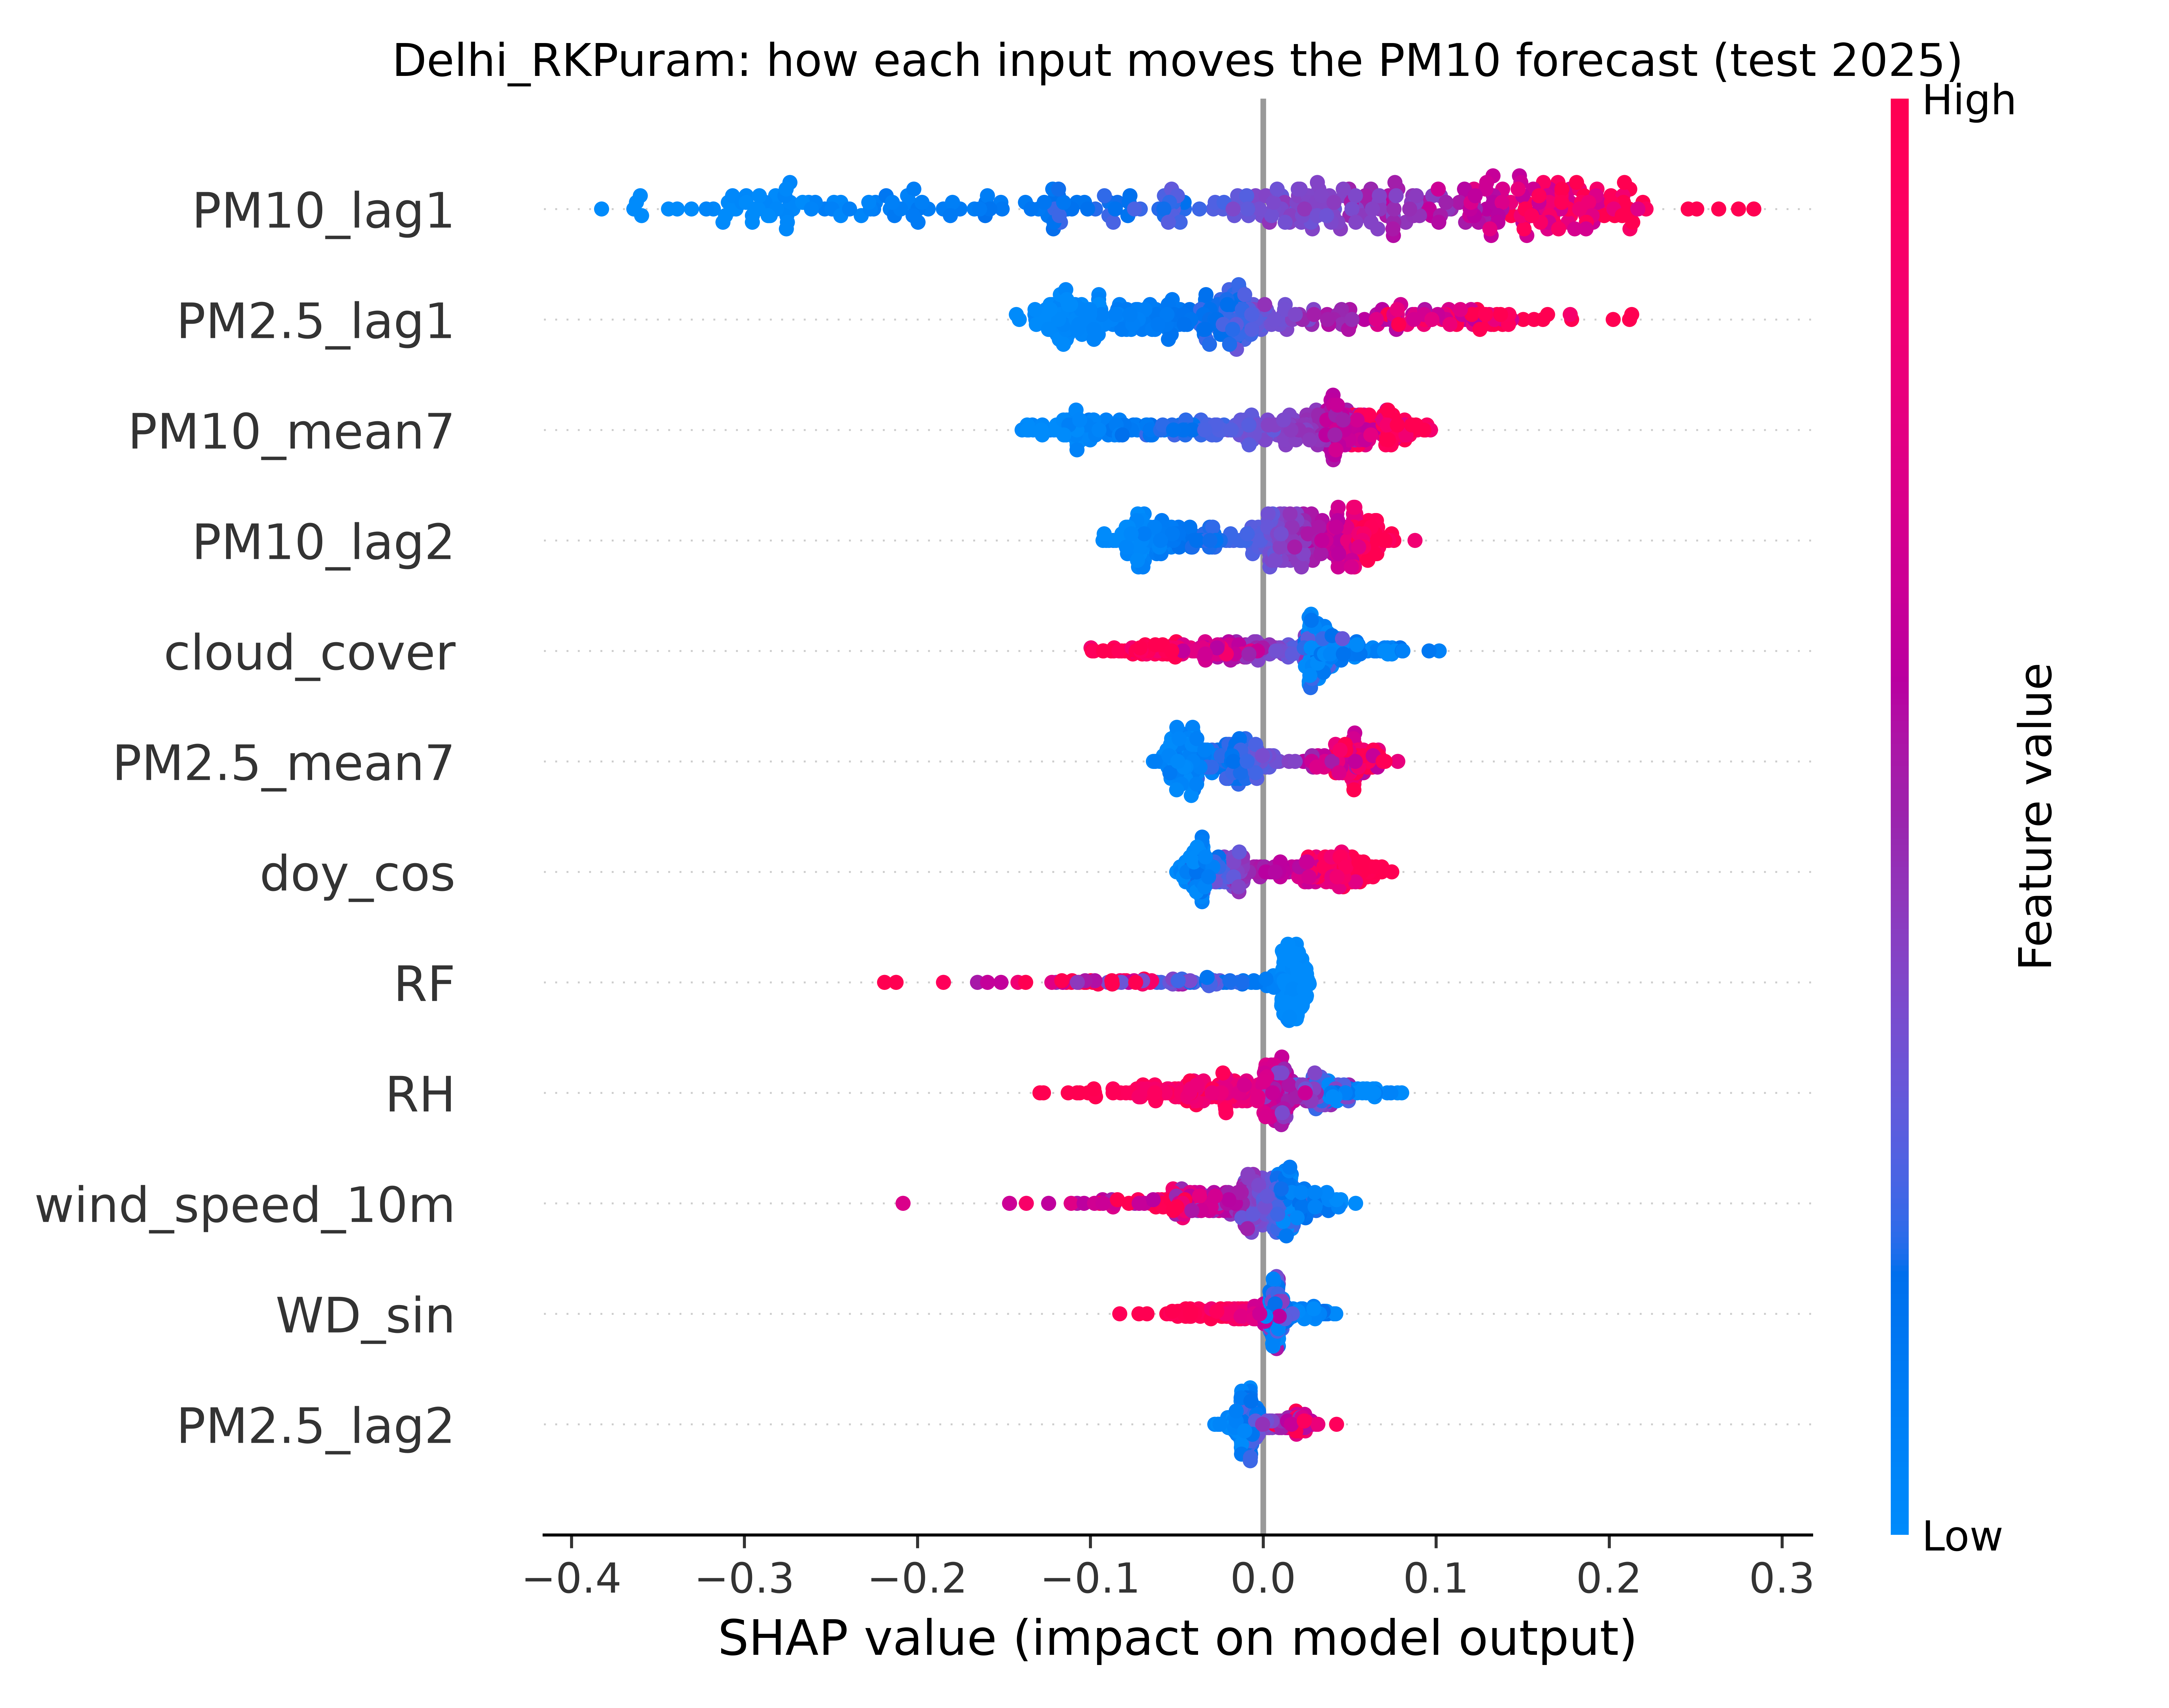 Delhi_RKPuram: how each input moves the PM10 forecast (test 2025)
High
PM10_lag1
PM2.5_lag1
PM10_mean7
PM10_lag2
cloud_cover
PM2.5_mean7
doy_cos
RF
RH
wind_speed_10m
WD_sin
PM2.5_lag2
Feature value
Low
−0.4 −0.3 −0.2 −0.1 0.0 0.1 0.2 0.3
SHAP value (impact on model output)